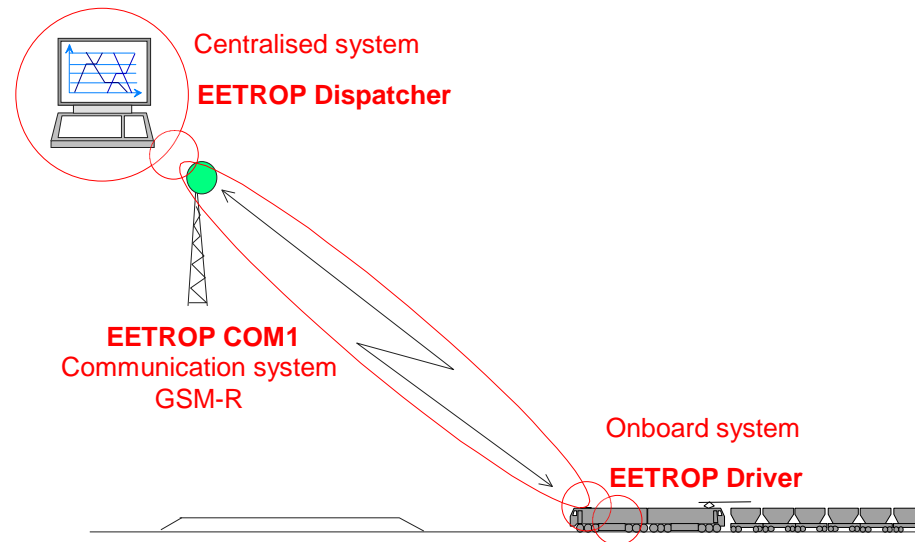 Centralised system
EETROP Dispatcher
EETROP COM1
Communication system
GSM-R
Onboard system
EETROP Driver